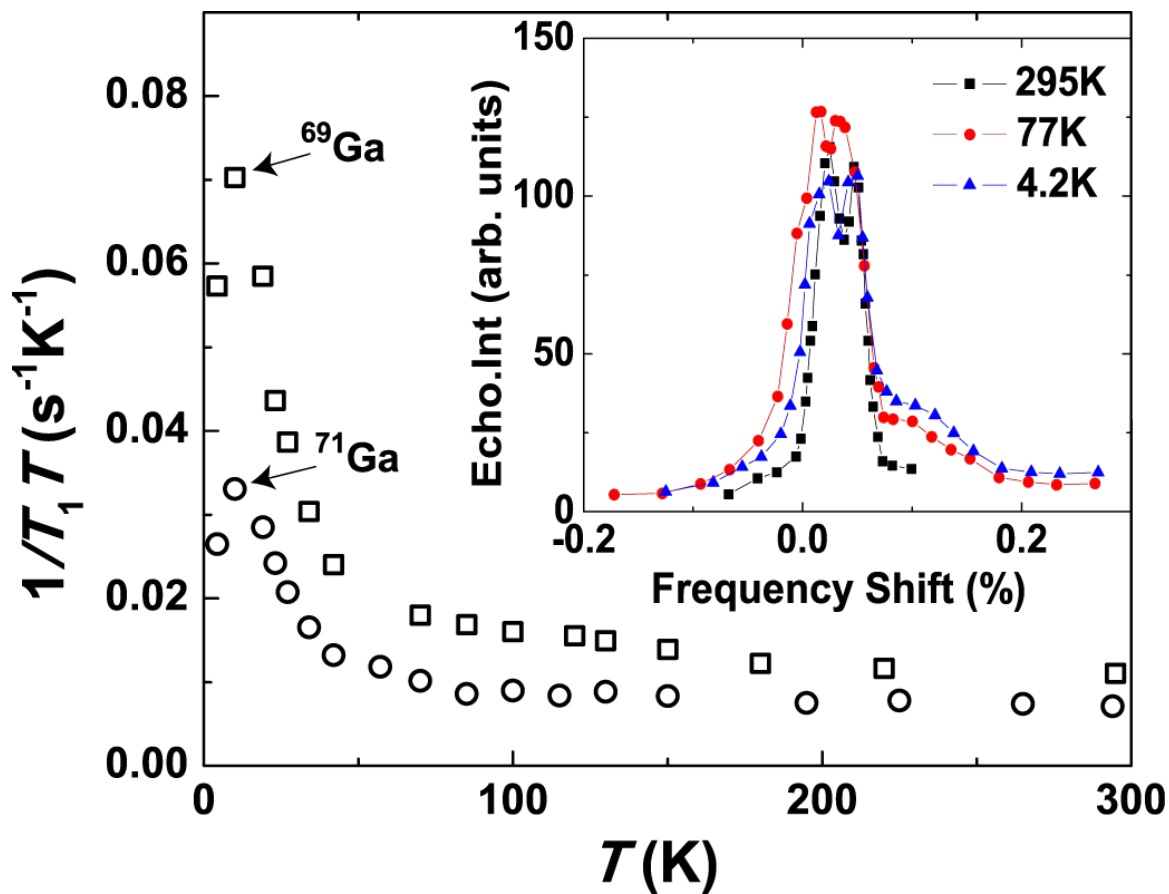 1/T₁T (s⁻¹K⁻¹)
0.08
0.06
0.04
0.02
0.00
0
100
200
300
T (K)
⁶⁹Ga
⁷¹Ga
Echo.Int (arb. units)
150
100
50
0
-0.2
0.0
0.2
Frequency Shift (%)
295K
77K
4.2K